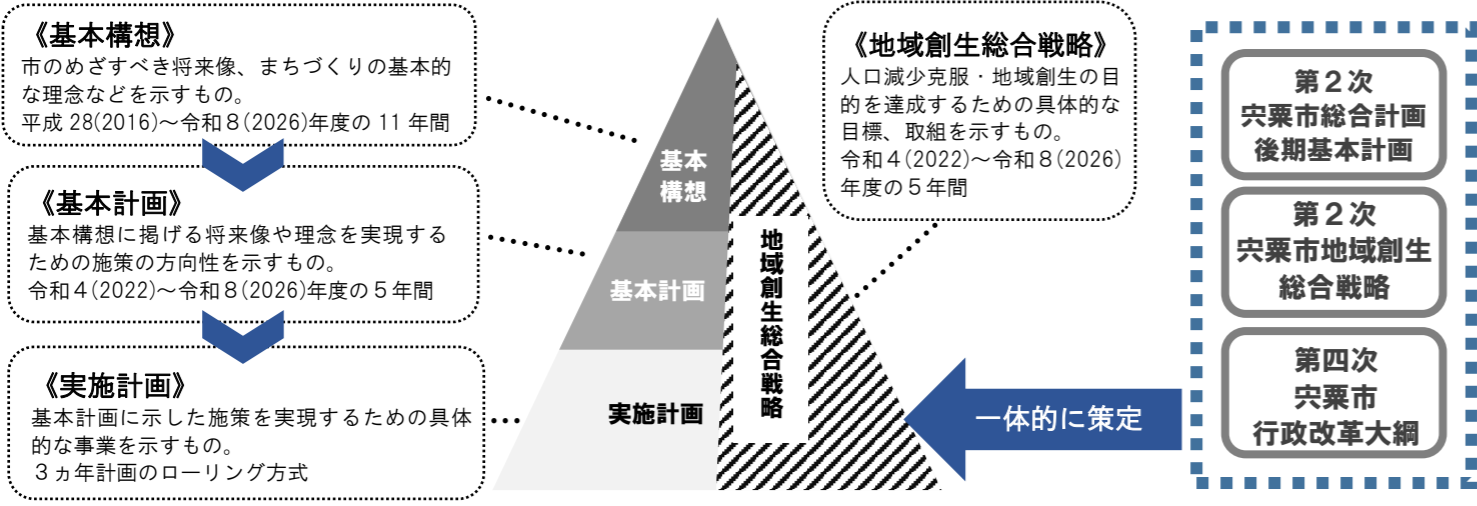 《基本構想》
市のめざすべき将来像、まちづくりの基本的
な理念などを示すもの。
平成28(2016)～令和８(2026)年度の11年間
《基本計画》
基本構想に掲げる将来像や理念を実現する
ための施策の方向性を示すもの。
令和４(2022)～令和８(2026)年度の５年間
《実施計画》
基本計画に示した施策を実現するための具体
的な事業を示すもの。
３ヵ年計画のローリング方式
基本
構想
基本計画
実施計画
地域創生総合戦略
《地域創生総合戦略》
人口減少克服・地域創生の目
的を達成するための具体的な
目標、取組を示すもの。
令和４(2022)～令和８(2026)
年度の５年間
一体的に策定
第２次
宍粟市総合計画
後期基本計画
第２次
宍粟市地域創生
総合戦略
第四次
宍粟市
行政改革大綱